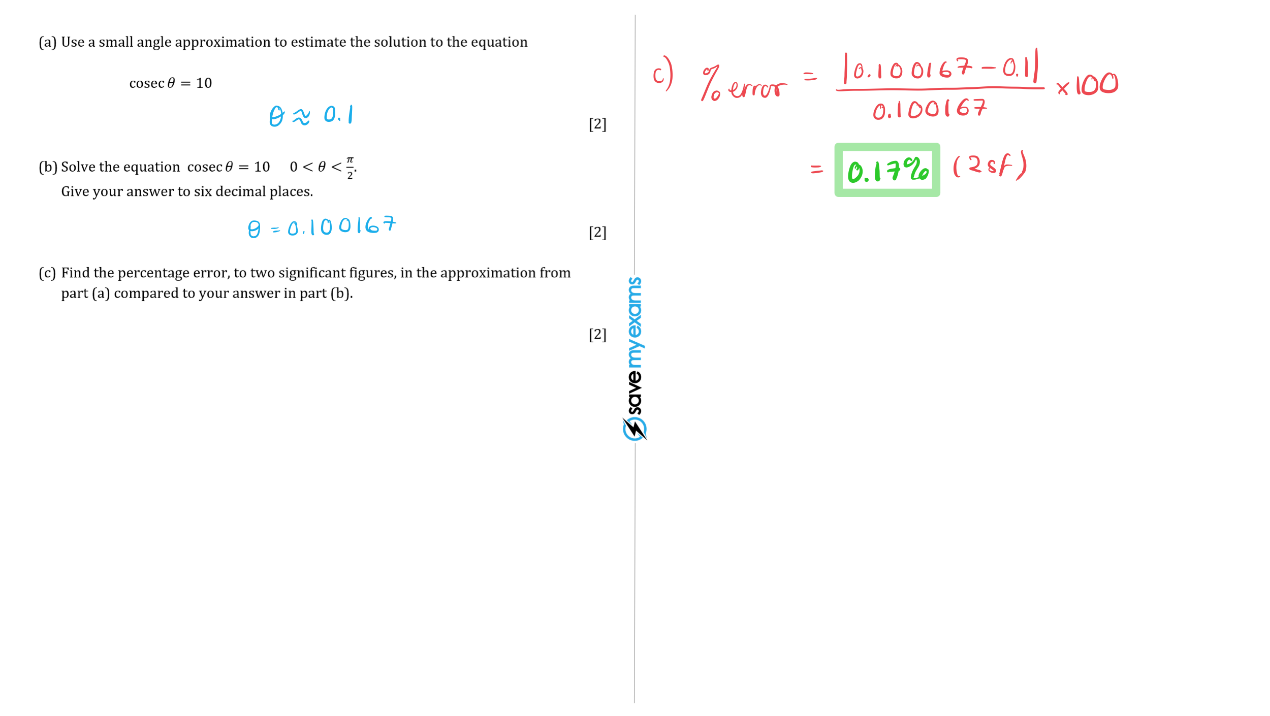 (a) Use a small angle approximation to estimate the solution to the equation
cosec θ = 10
θ ≈ 0.1
[2]
(b) Solve the equation cosec θ = 10 0 < θ < π/2.
Give your answer to six decimal places.
θ = 0.100167
[2]
(c) Find the percentage error, to two significant figures, in the approximation from
part (a) compared to your answer in part (b).
[2]
save my exams
c) % error = |0.100167 − 0.1| / 0.100167 × 100
= 0.17% (2sf)